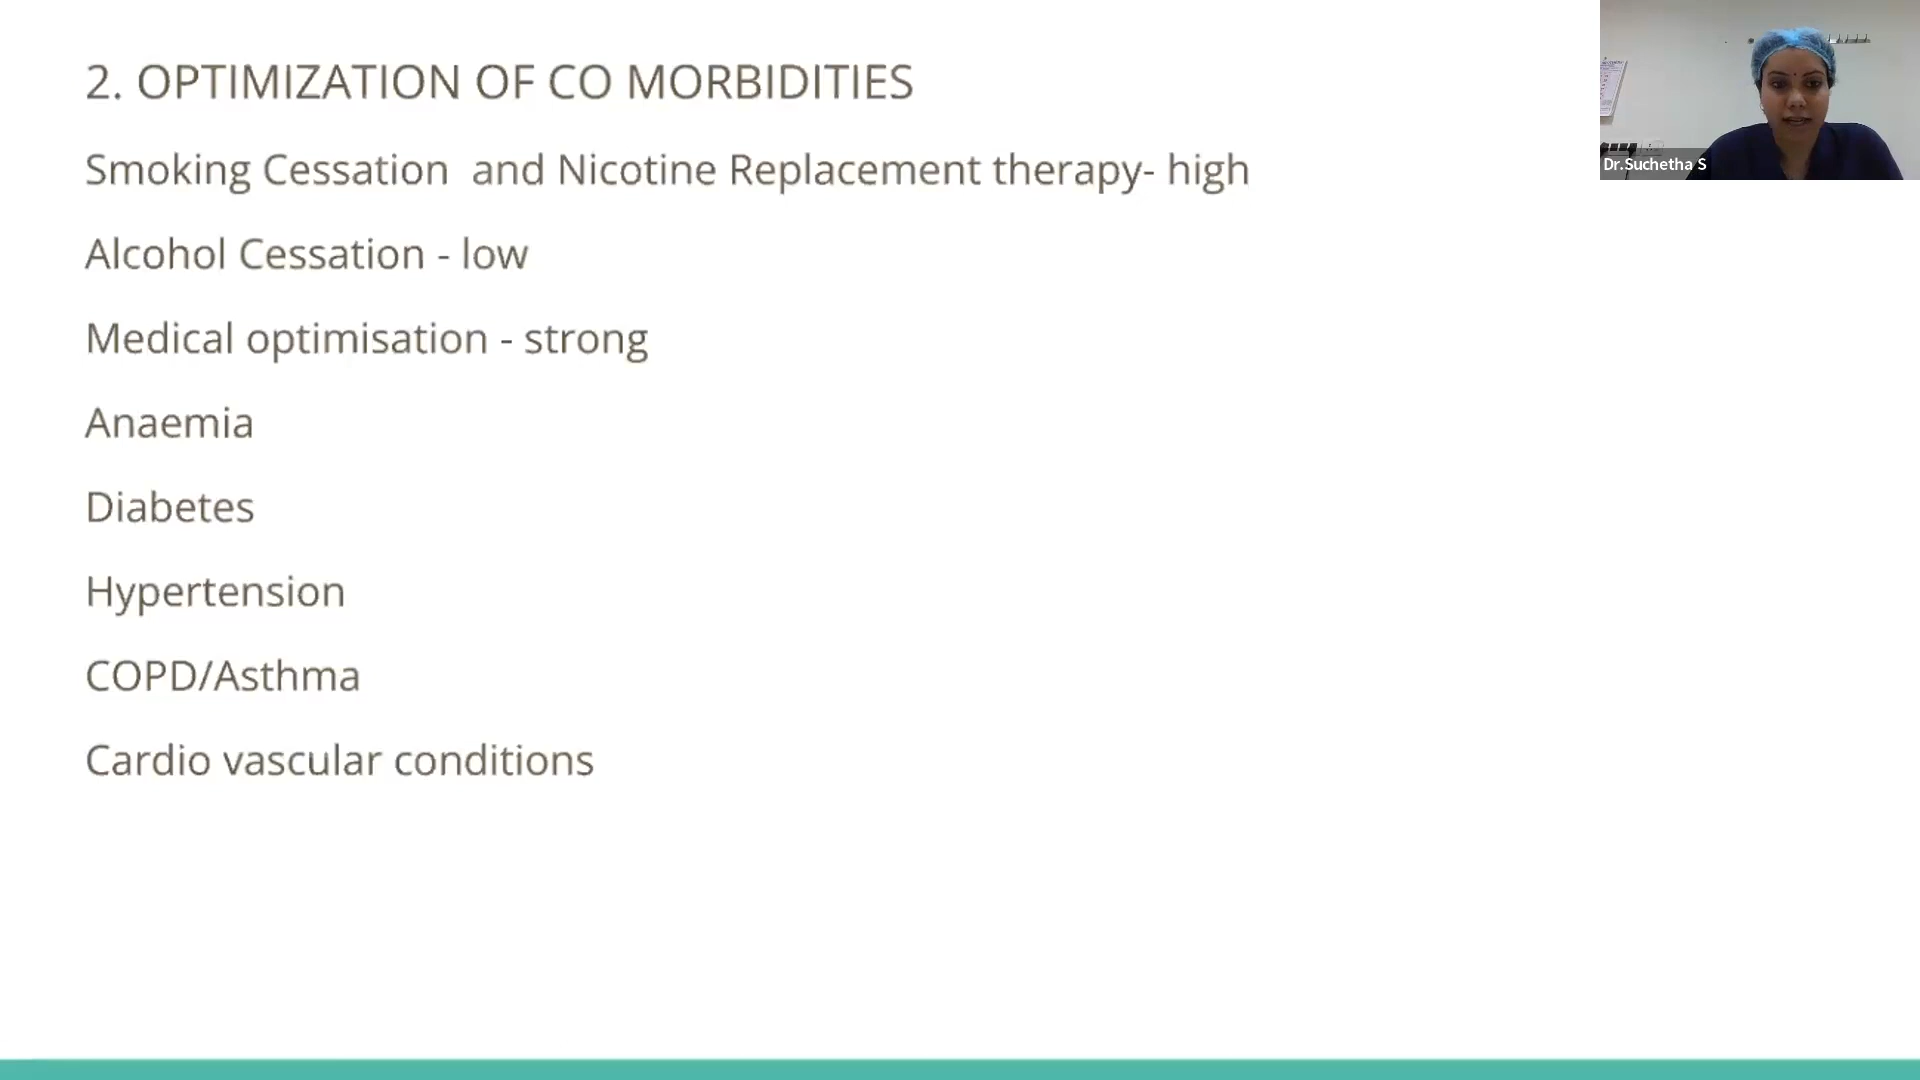 2. OPTIMIZATION OF CO MORBIDITIES
Smoking Cessation  and Nicotine Replacement therapy- high
Alcohol Cessation - low
Medical optimisation - strong
Anaemia
Diabetes
Hypertension
COPD/Asthma
Cardio vascular conditions
Dr.Suchetha S